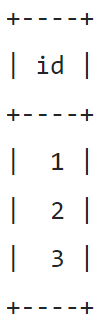 +----+
| id |
+----+
|  1 |
|  2 |
|  3 |
+----+